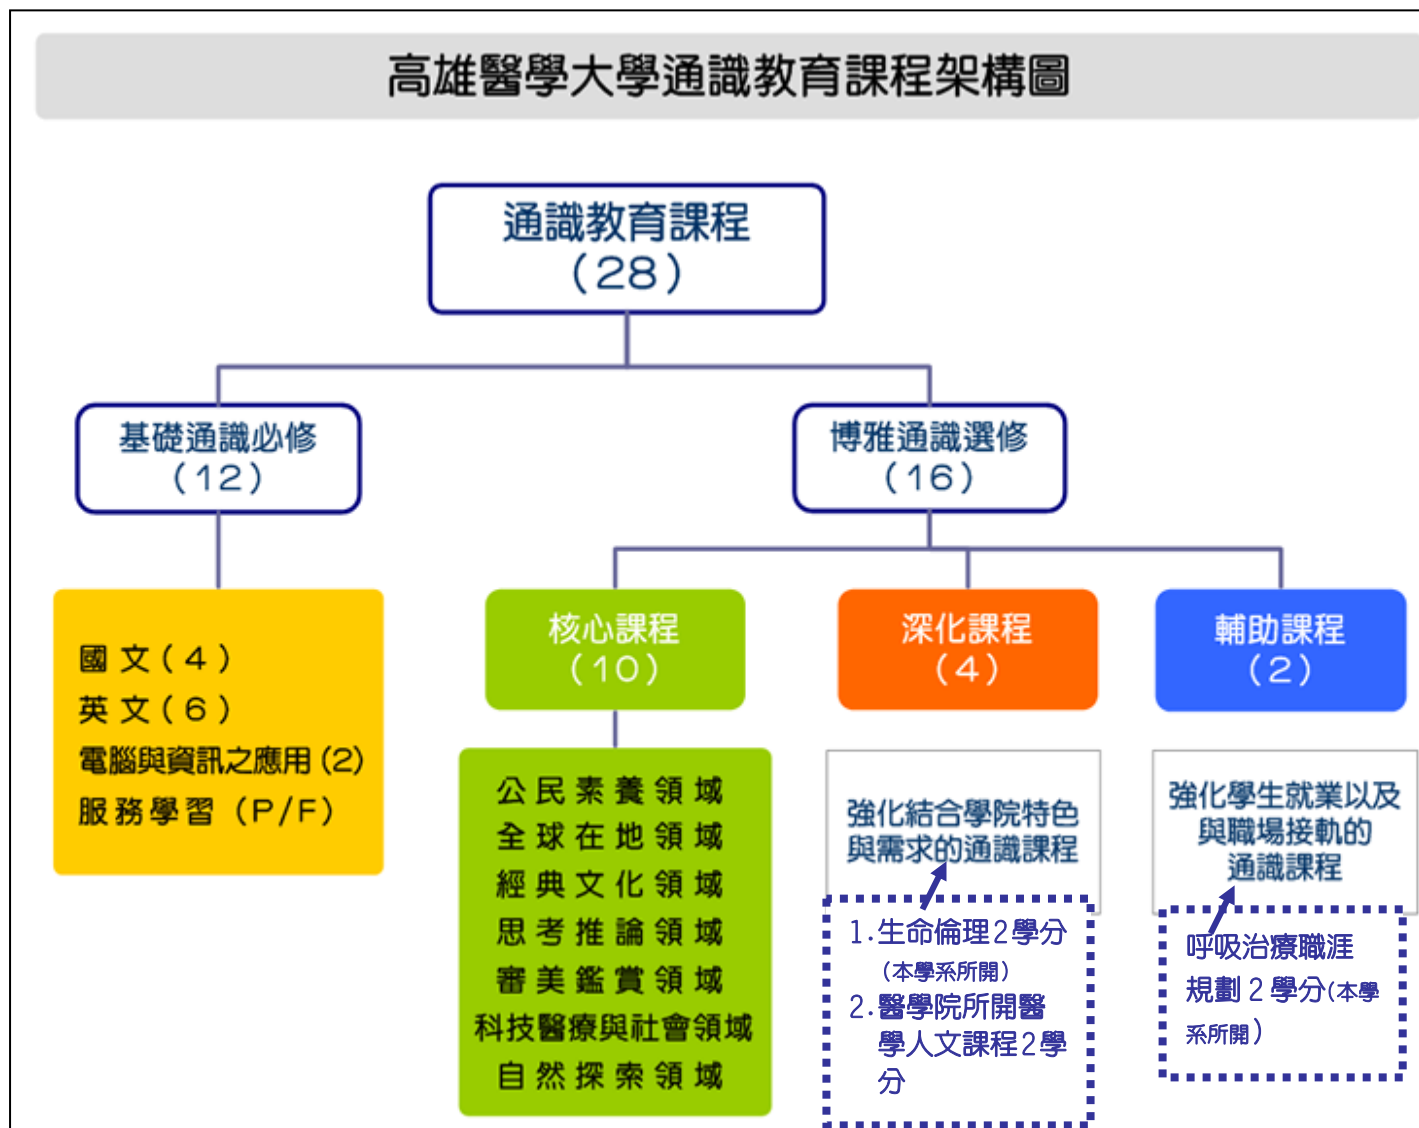 高雄醫學大學通識教育課程架構圖
通識教育課程
(28)
基礎通識必修
(12)
博雅通識選修
(16)
國文(4)
英文(6)
電腦與資訊之應用(2)
服務學習(P/F)
核心課程
(10)
公民素養領域
全球在地領域
經典文化領域
思考推論領域
審美鑑賞領域
科技醫療與社會領域
自然探索領域
深化課程
(4)
強化結合學院特色
與需求的通識課程
1.生命倫理2學分
(本學系所開)
2.醫學院所開醫
學人文課程2學
分
輔助課程
(2)
強化學生就業以及
與職場接軌的
通識課程
呼吸治療職涯
規劃2學分(本學
系所開)